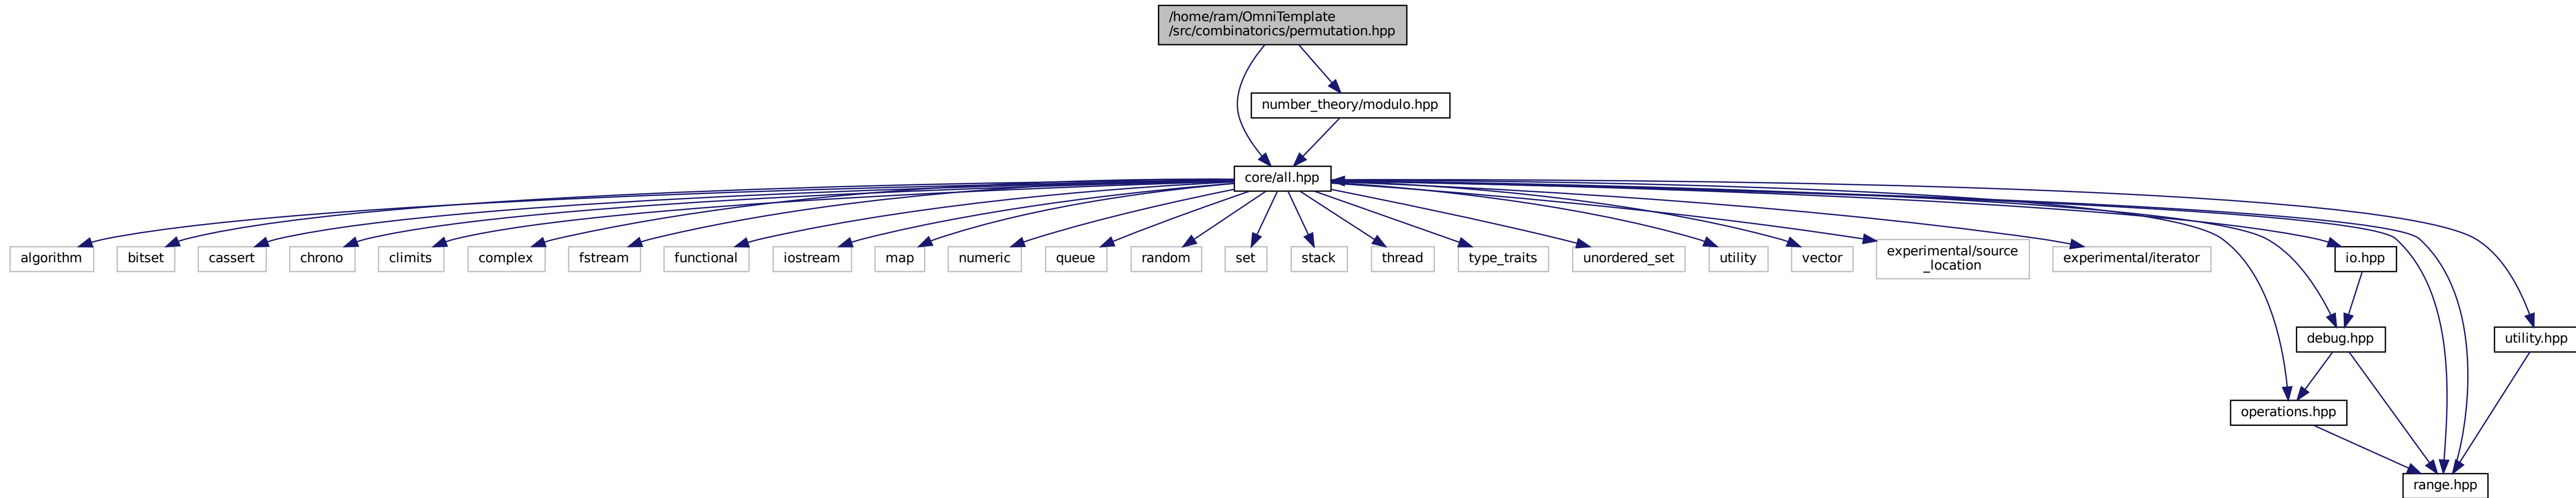 /home/ram/OmniTemplate
/src/combinatorics/permutation.hpp
number_theory/modulo.hpp
core/all.hpp
algorithm
bitset
cassert
chrono
climits
complex
fstream
functional
iostream
map
numeric
queue
random
set
stack
thread
type_traits
unordered_set
utility
vector
experimental/source
_location
experimental/iterator
io.hpp
debug.hpp
utility.hpp
operations.hpp
range.hpp